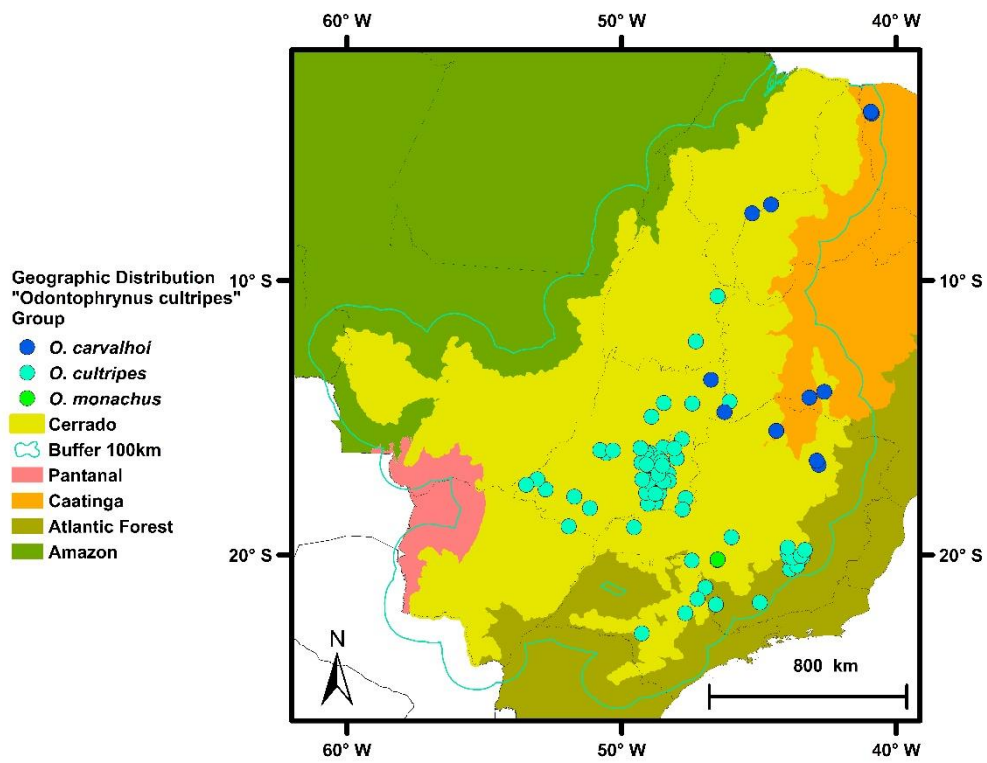 60° W 50° W 40° W
10° S 10° S
Geographic Distribution
"Odontophrynus cultripes"
Group
O. carvalhoi
O. cultripes
O. monachus
Cerrado
Buffer 100km
Pantanal
Caatinga
Atlantic Forest
Amazon
20° S 20° S
N
800 km
60° W 50° W 40° W